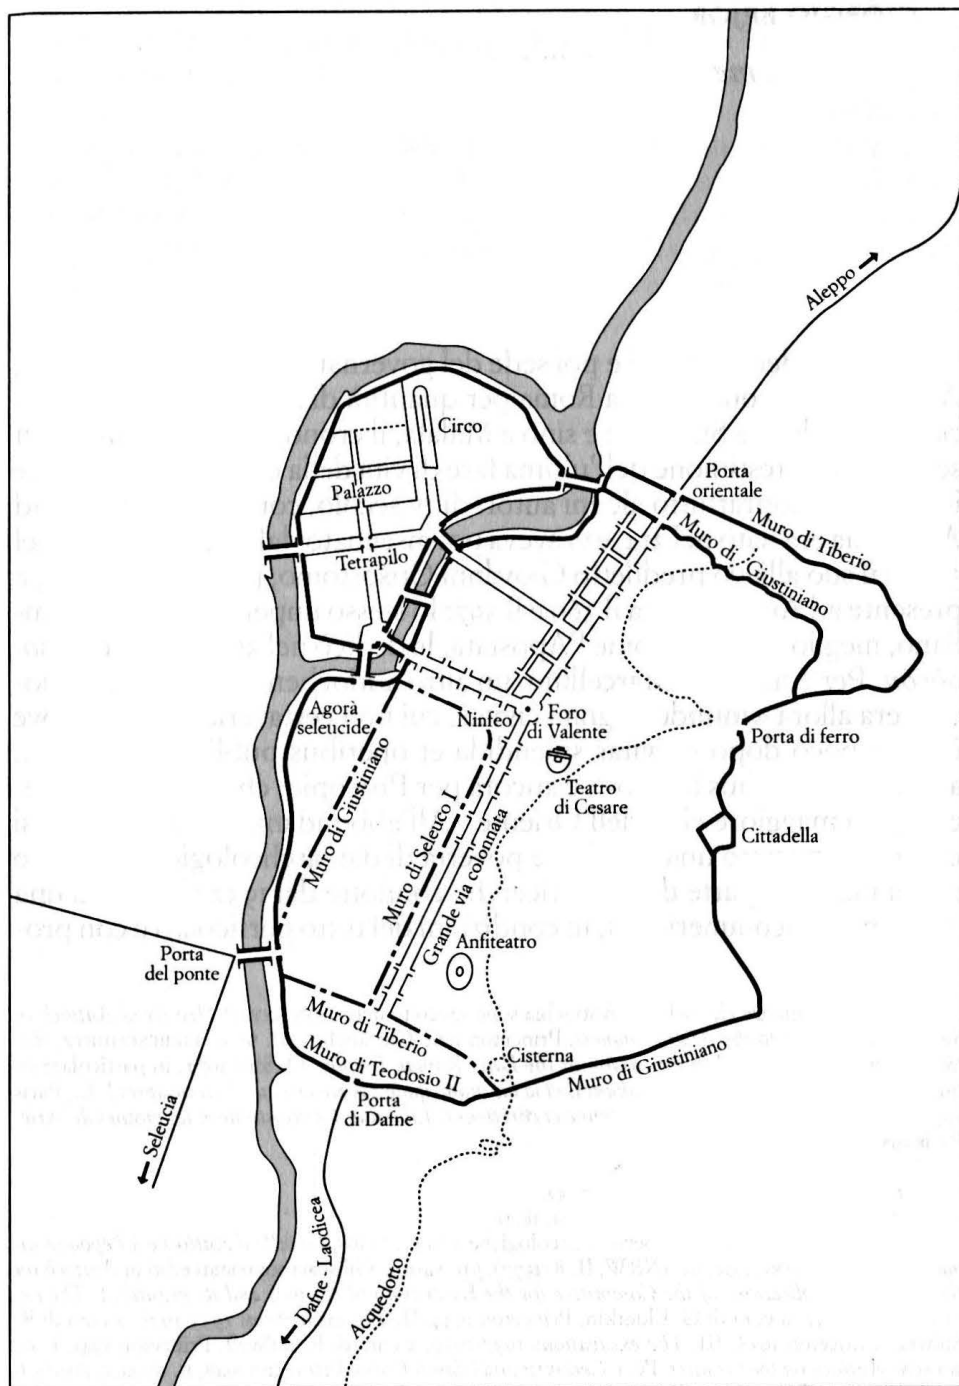 Aleppo
Circo
Palazzo
Porta
orientale
Muro di Tiberio
Muro di Giustiniano
Tetrapilo
Agorà
seleucide
Ninfeo
Foro
di Valente
Porta di ferro
Teatro
di Cesare
Cittadella
Muro di Giustiniano
Muro di Seleuco I
Grande via colonnata
Anfiteatro
Porta
del ponte
Muro di Tiberio
Cisterna
Muro di Giustiniano
Muro di Teodosio II
Porta
di Dafne
Seleucia
Dafne - Laodicea
Acquedotto